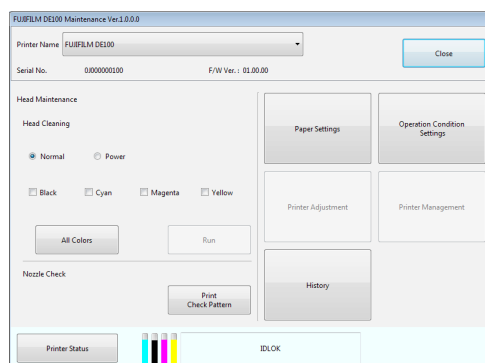 FUJIFILM DE100 Maintenance Ver.1.0.0.0
Printer Name FUJIFILM DE100
Close
Serial No. 0J000000100 F/W Ver.: 01.00.00
Head Maintenance
Head Cleaning
Normal Power
Black Cyan Magenta Yellow
All Colors Run
Nozzle Check
Print
Check Pattern
Paper Settings
Operation Condition
Settings
Printer Adjustment
Printer Management
History
Printer Status
IDLOK